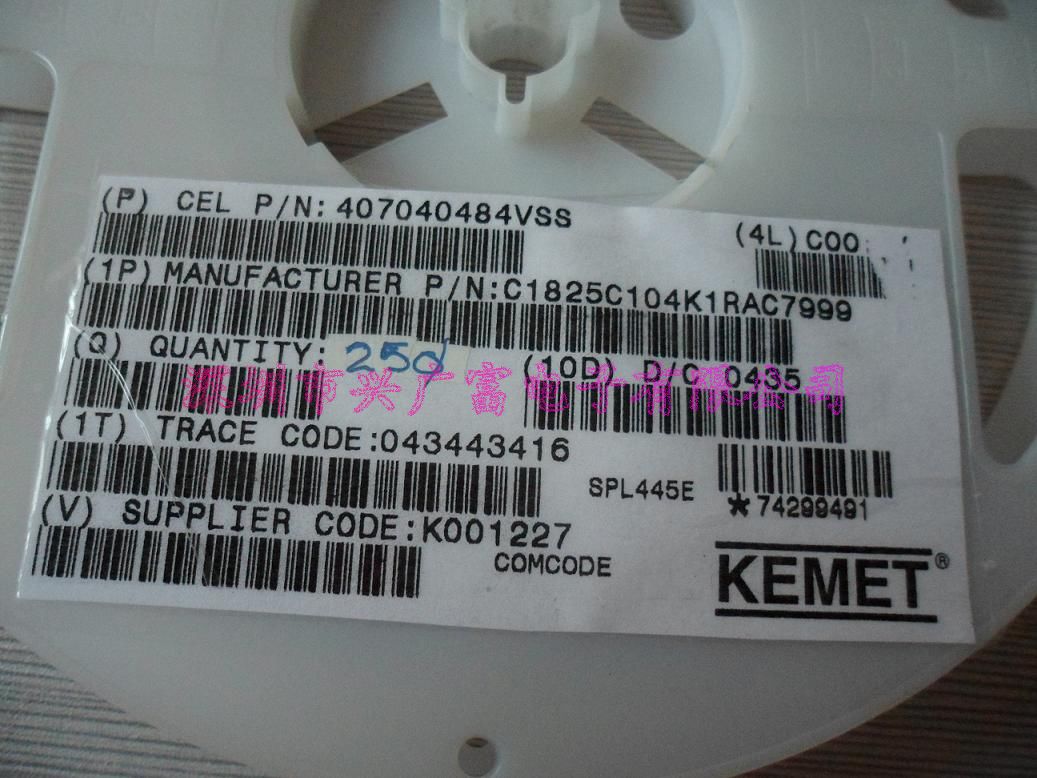 (P) CEL P/N: 407040484VSS
(4L) COO:
(1P) MANUFACTURER P/N:C1825C104K1RAC7999
(Q) QUANTITY: 250
(10D) D/C 0435
深圳市兴广富电子有限公司
(1T) TRACE CODE:043443416
SPL445E
*74299491
(V) SUPPLIER CODE:K001227
COMCODE
KEMET®